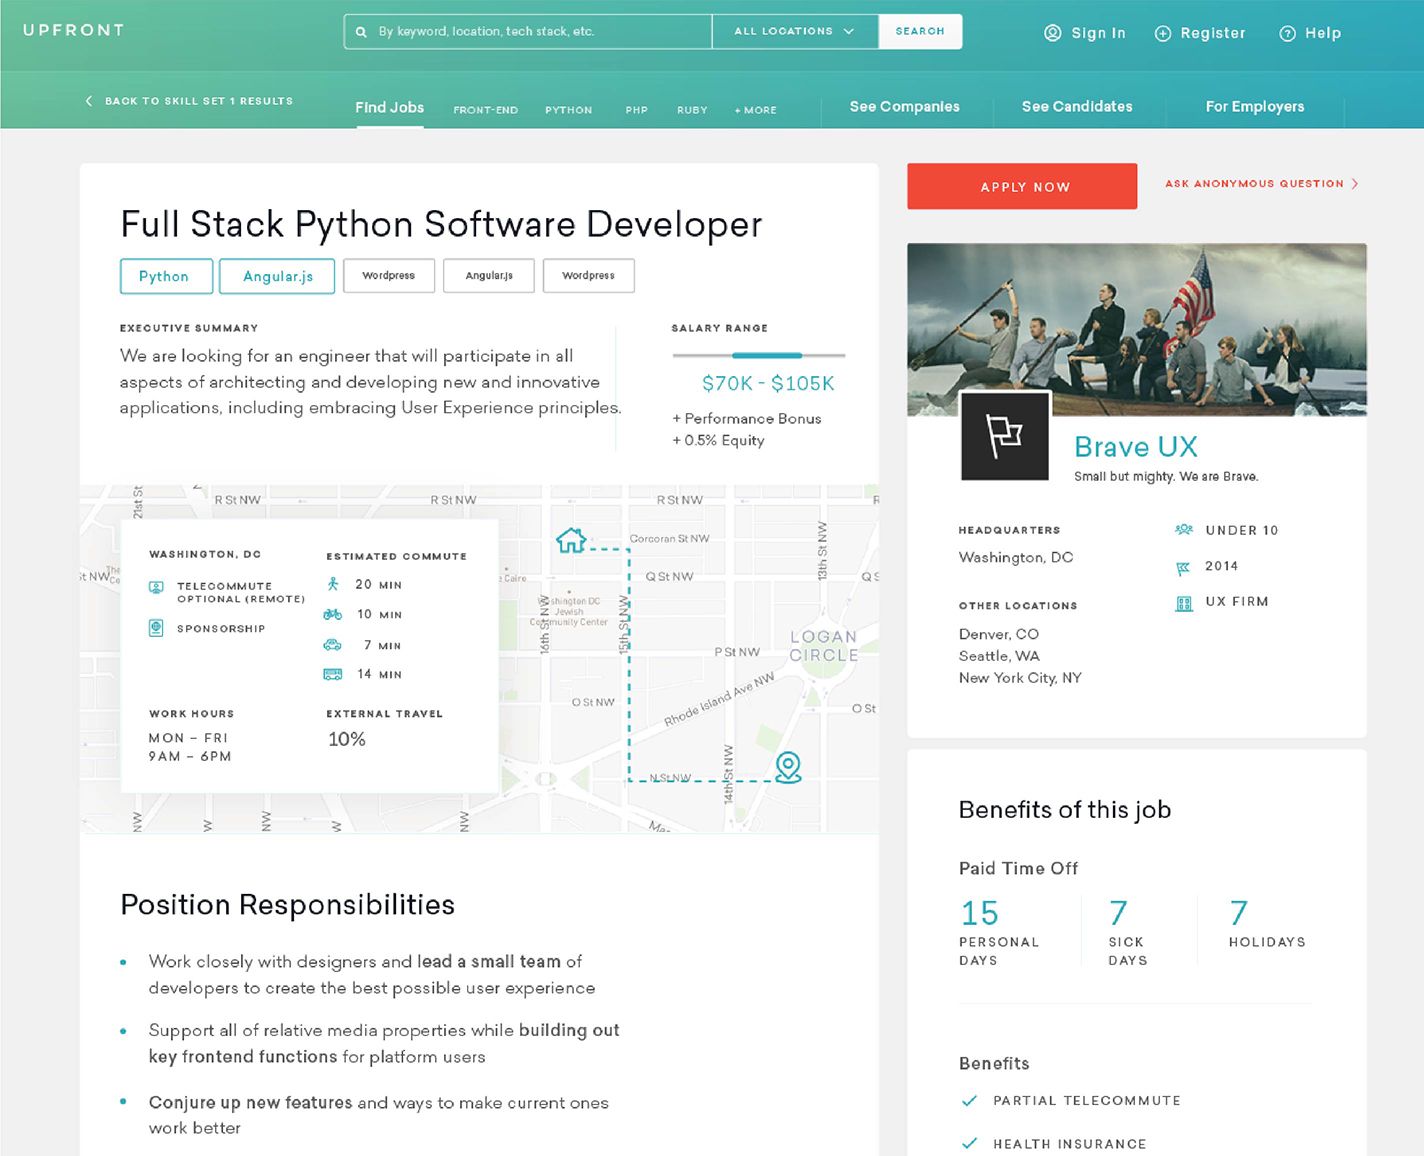 UPFRONT
By keyword, location, tech stack, etc.
ALL LOCATIONS
SEARCH
Sign In
Register
Help
BACK TO SKILL SET 1 RESULTS
Find Jobs
FRONT-END
PYTHON
PHP
RUBY
+ MORE
See Companies
See Candidates
For Employers
Full Stack Python Software Developer
Python
Angular.js
Wordpress
Angular.js
Wordpress
EXECUTIVE SUMMARY
We are looking for an engineer that will participate in all
aspects of architecting and developing new and innovative
applications, including embracing User Experience principles.
SALARY RANGE
$70K - $105K
+ Performance Bonus
+ 0.5% Equity
21st St
R St NW
R St NW
R St NW
Corcoran St NW
13th St NW
Q St NW
Q S
The
St NW
Co
e Cairo
shington DC
Jewish
Community Center
16th St NW
15th St NW
LOGAN
CIRCLE
P St NW
O St NW
Rhode Island Ave NW
O St
N St NW
14th St NW
NW
NW
NW
NW
NW
WASHINGTON, DC
TELECOMMUTE
OPTIONAL (REMOTE)
SPONSORSHIP
ESTIMATED COMMUTE
20 MIN
10 MIN
7 MIN
14 MIN
WORK HOURS
MON – FRI
9AM – 6PM
EXTERNAL TRAVEL
10%
Position Responsibilities
Work closely with designers and lead a small team of
developers to create the best possible user experience
Support all of relative media properties while building out
key frontend functions for platform users
Conjure up new features and ways to make current ones
work better
APPLY NOW
ASK ANONYMOUS QUESTION
Brave UX
Small but mighty. We are Brave.
HEADQUARTERS
Washington, DC
OTHER LOCATIONS
Denver, CO
Seattle, WA
New York City, NY
UNDER 10
2014
UX FIRM
Benefits of this job
Paid Time Off
15
PERSONAL
DAYS
7
SICK
DAYS
7
HOLIDAYS
Benefits
PARTIAL TELECOMMUTE
HEALTH INSURANCE